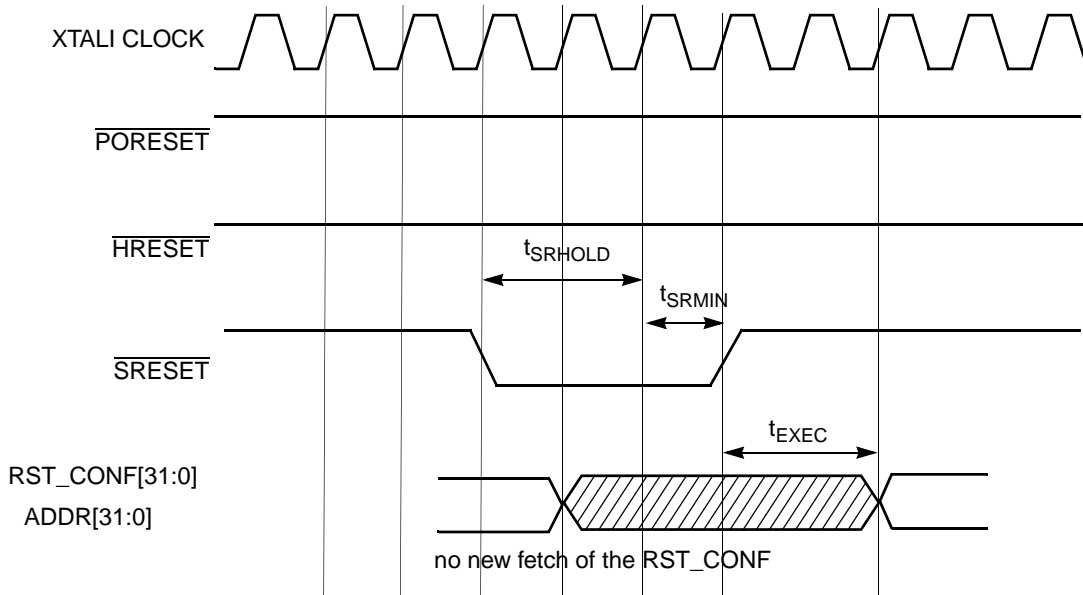 XTALI CLOCK
PORESET
HRESET
tSRHOLD
tSRMIN
SRESET
tEXEC
RST_CONF[31:0]
ADDR[31:0]
no new fetch of the RST_CONF